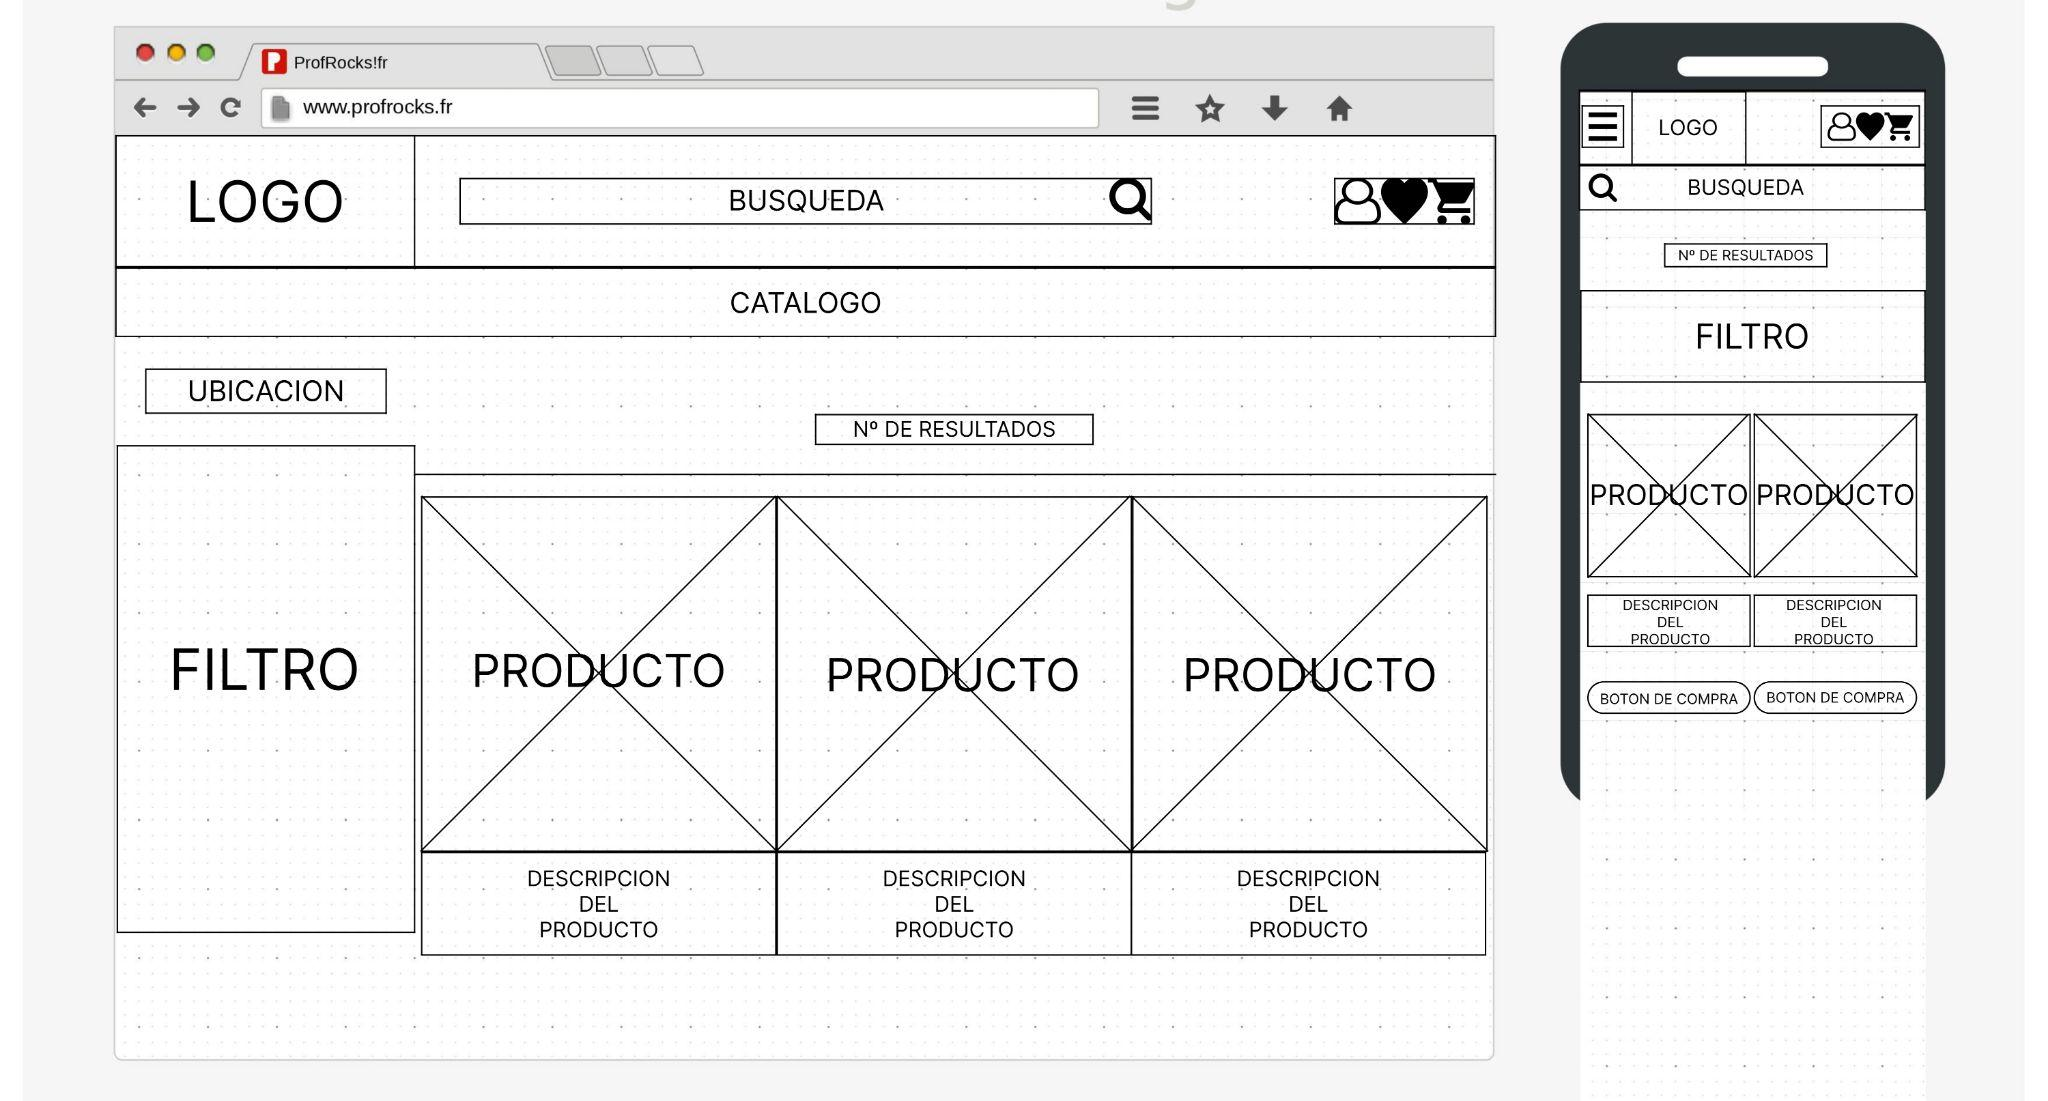 ProfRocks!fr
www.profrocks.fr
LOGO
BUSQUEDA
CATALOGO
UBICACION
Nº DE RESULTADOS
FILTRO
PRODUCTO
PRODUCTO
PRODUCTO
DESCRIPCION
DEL
PRODUCTO
DESCRIPCION
DEL
PRODUCTO
DESCRIPCION
DEL
PRODUCTO
LOGO
BUSQUEDA
Nº DE RESULTADOS
FILTRO
PRODUCTO
PRODUCTO
DESCRIPCION
DEL
PRODUCTO
DESCRIPCION
DEL
PRODUCTO
BOTON DE COMPRA
BOTON DE COMPRA